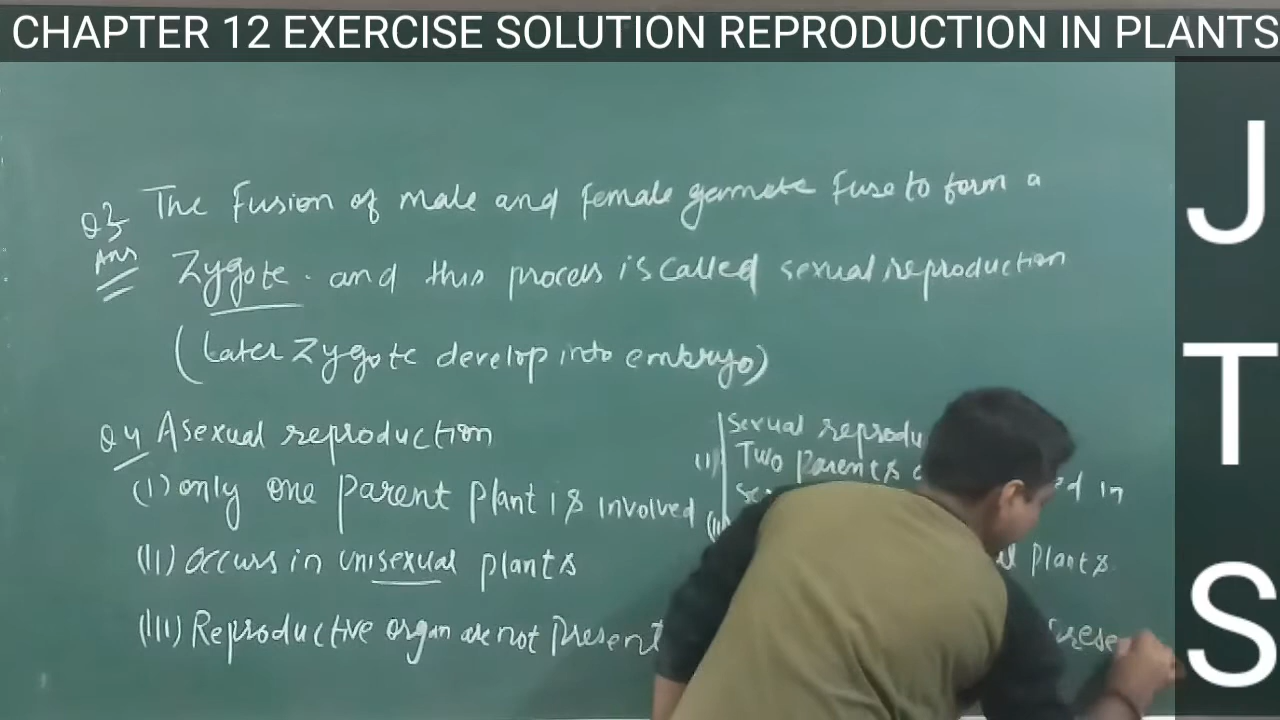 CHAPTER 12 EXERCISE SOLUTION REPRODUCTION IN PLANTS
J
T
S
Q3 The Fusion of male and female gamete fuse to form a
Ans Zygote. and this process is called sexual reproduction
(Later Zygote develop into embryo)
Q4 Asexual reproduction
(I) only one parent plant is involved
(II) occurs in unisexual plants
(III) Reproductive organ are not present
sexual
(I) Two parents in
plants.